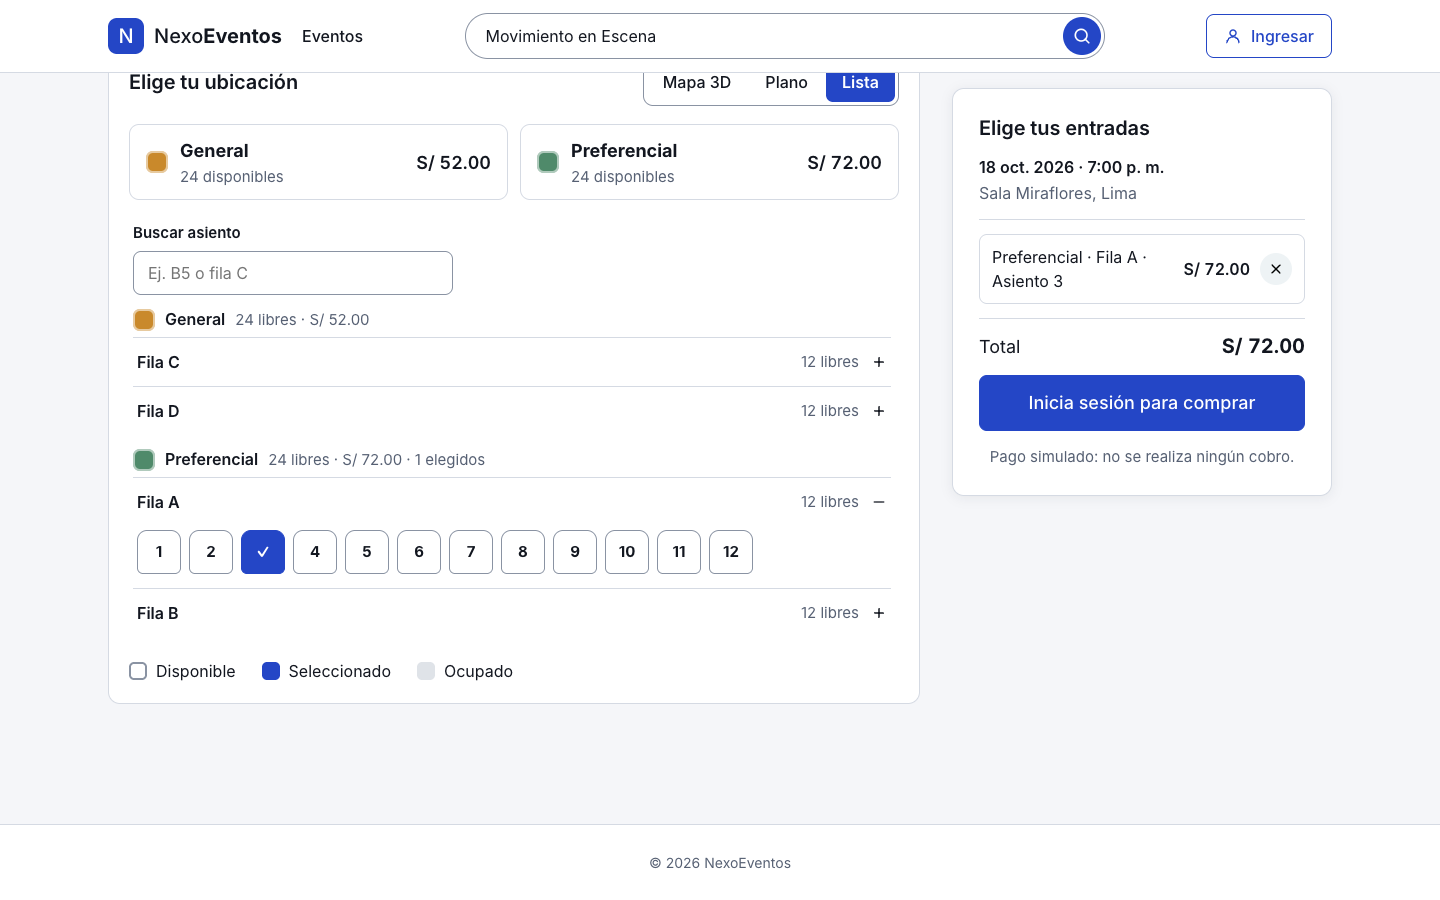 N NexoEventos Eventos Movimiento en Escena Ingresar
Elige tu ubicación
Mapa 3D Plano Lista
General
24 disponibles
S/ 52.00
Preferencial
24 disponibles
S/ 72.00
Buscar asiento
Ej. B5 o fila C
General 24 libres · S/ 52.00
Fila C 12 libres +
Fila D 12 libres +
Preferencial 24 libres · S/ 72.00 · 1 elegidos
Fila A 12 libres −
1 2 ✓ 4 5 6 7 8 9 10 11 12
Fila B 12 libres +
Disponible Seleccionado Ocupado
Elige tus entradas
18 oct. 2026 · 7:00 p. m.
Sala Miraflores, Lima
Preferencial · Fila A ·
Asiento 3
S/ 72.00 ×
Total S/ 72.00
Inicia sesión para comprar
Pago simulado: no se realiza ningún cobro.
© 2026 NexoEventos